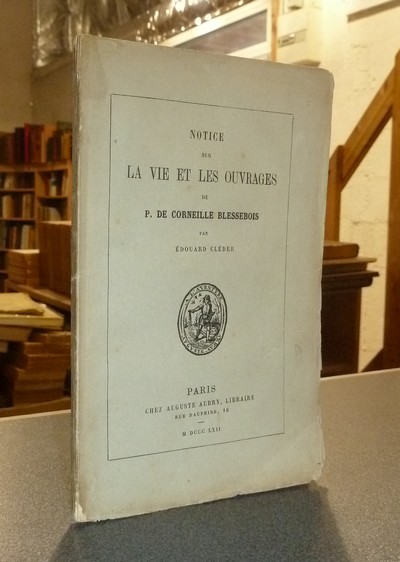 NOTICE
SUR
LA VIE ET LES OUVRAGES
DE
P. DE CORNEILLE BLESSEBOIS
PAR
ÉDOUARD CLÉDER
PARIS
CHEZ AUGUSTE AUBRY, LIBRAIRE
RUE DAUPHINE, 16
M DCCC LXII